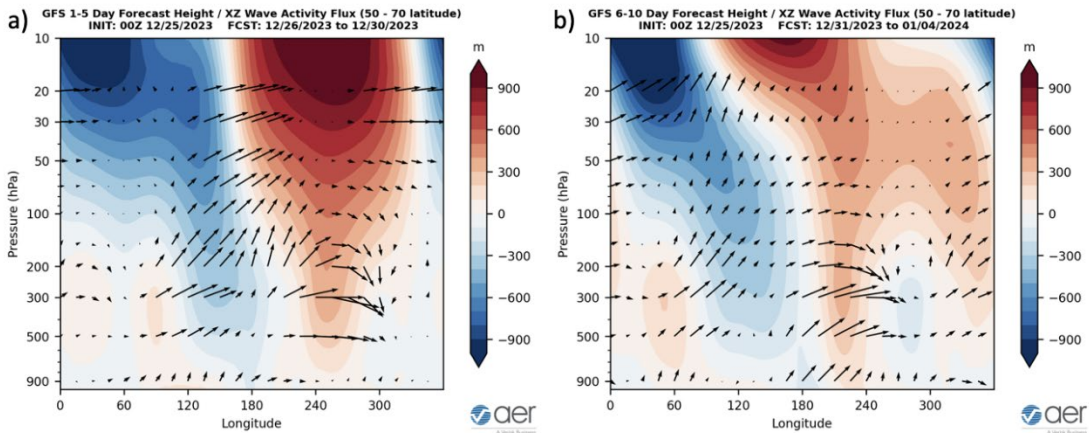 a)
GFS 1-5 Day Forecast Height / XZ Wave Activity Flux (50 - 70 latitude)
INIT: 00Z 12/25/2023 FCST: 12/26/2023 to 12/30/2023
10
20
30
50
100
200
300
500
900
Pressure (hPa)
0 60 120 180 240 300
Longitude
m
900
600
300
0
−300
−600
−900
aer
b)
GFS 6-10 Day Forecast Height / XZ Wave Activity Flux (50 - 70 latitude)
INIT: 00Z 12/25/2023 FCST: 12/31/2023 to 01/04/2024
10
20
30
50
100
200
300
500
900
Pressure (hPa)
0 60 120 180 240 300
Longitude
m
900
600
300
0
−300
−600
−900
aer